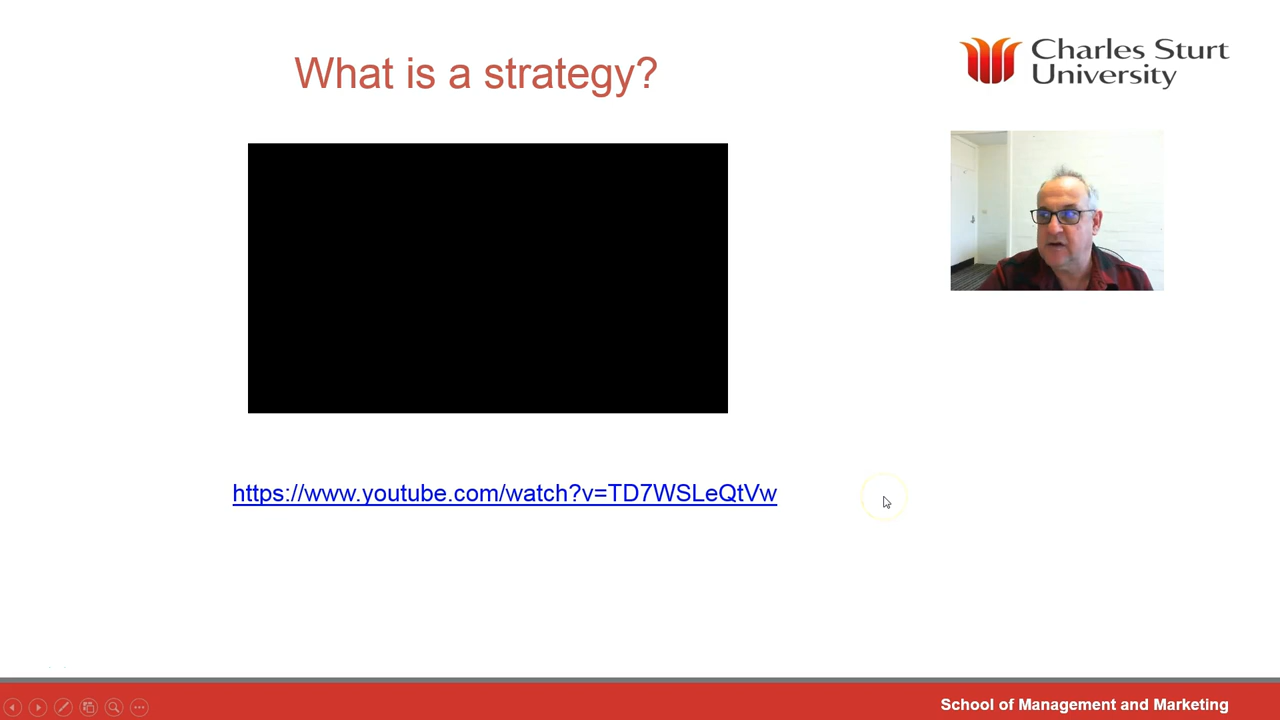 What is a strategy?
Charles Sturt
University
https://www.youtube.com/watch?v=TD7WSLeQtVw
School of Management and Marketing